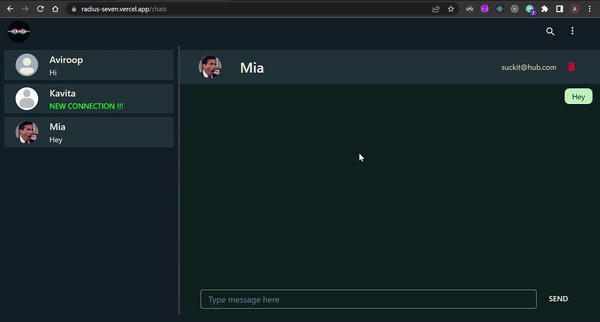 radius-seven.vercel.app/chats
A
Aviroop
Hi
Kavita
NEW CONNECTION !!!
Mia
Hey
Mia
suckit@hub.com
Hey
Type message here
SEND